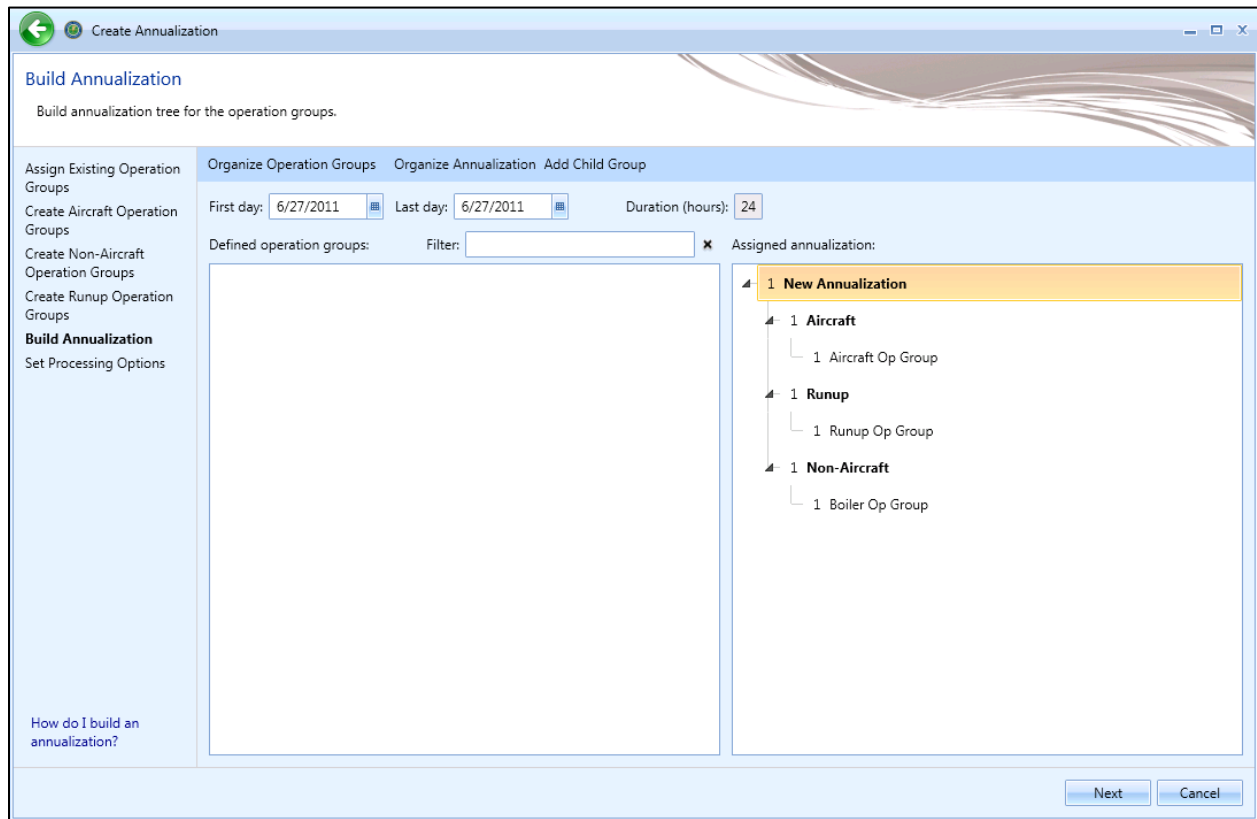 Create Annualization
Build Annualization
Build annualization tree for the operation groups.
Assign Existing Operation
Groups
Create Aircraft Operation
Groups
Create Non-Aircraft
Operation Groups
Create Runup Operation
Groups
Build Annualization
Set Processing Options
How do I build an
annualization?
Organize Operation Groups Organize Annualization Add Child Group
First day: 6/27/2011 Last day: 6/27/2011 Duration (hours): 24
Defined operation groups: Filter: Assigned annualization:
1 New Annualization
1 Aircraft
1 Aircraft Op Group
1 Runup
1 Runup Op Group
1 Non-Aircraft
1 Boiler Op Group
Next Cancel